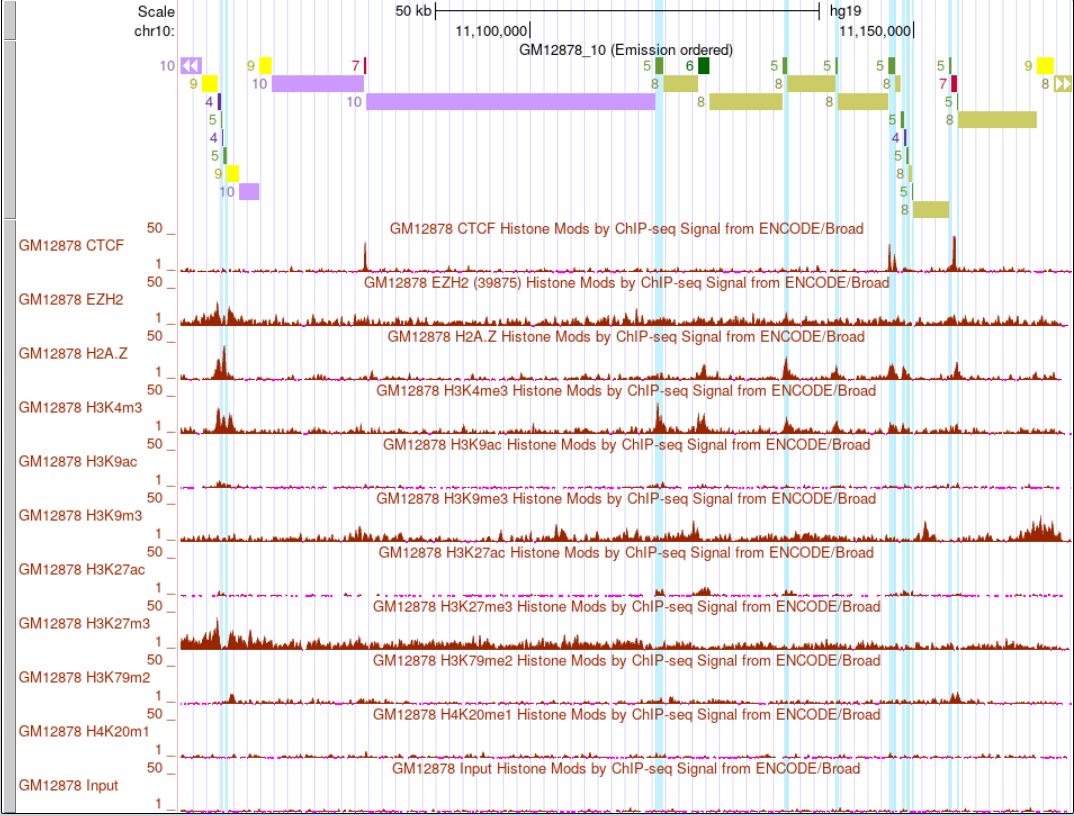 Scale 50 kb hg19
chr10: 11,100,000 11,150,000
GM12878_10 (Emission ordered)
10 9 7 5 6 5 5 5 5 9
9 10 8 8 8 7 8
4 10 8 8 5
5 5 8
4 4
5 5
9 8
10 5
8
50 GM12878 CTCF Histone Mods by ChIP-seq Signal from ENCODE/Broad
GM12878 CTCF
1
50 GM12878 EZH2 (39875) Histone Mods by ChIP-seq Signal from ENCODE/Broad
GM12878 EZH2
1
50 GM12878 H2A.Z Histone Mods by ChIP-seq Signal from ENCODE/Broad
GM12878 H2A.Z
1
50 GM12878 H3K4me3 Histone Mods by ChIP-seq Signal from ENCODE/Broad
GM12878 H3K4m3
1
50 GM12878 H3K9ac Histone Mods by ChIP-seq Signal from ENCODE/Broad
GM12878 H3K9ac
1
50 GM12878 H3K9me3 Histone Mods by ChIP-seq Signal from ENCODE/Broad
GM12878 H3K9m3
1
50 GM12878 H3K27ac Histone Mods by ChIP-seq Signal from ENCODE/Broad
GM12878 H3K27ac
1
50 GM12878 H3K27me3 Histone Mods by ChIP-seq Signal from ENCODE/Broad
GM12878 H3K27m3
1
50 GM12878 H3K79me2 Histone Mods by ChIP-seq Signal from ENCODE/Broad
GM12878 H3K79m2
1
50 GM12878 H4K20me1 Histone Mods by ChIP-seq Signal from ENCODE/Broad
GM12878 H4K20m1
1
50 GM12878 Input Histone Mods by ChIP-seq Signal from ENCODE/Broad
GM12878 Input
1